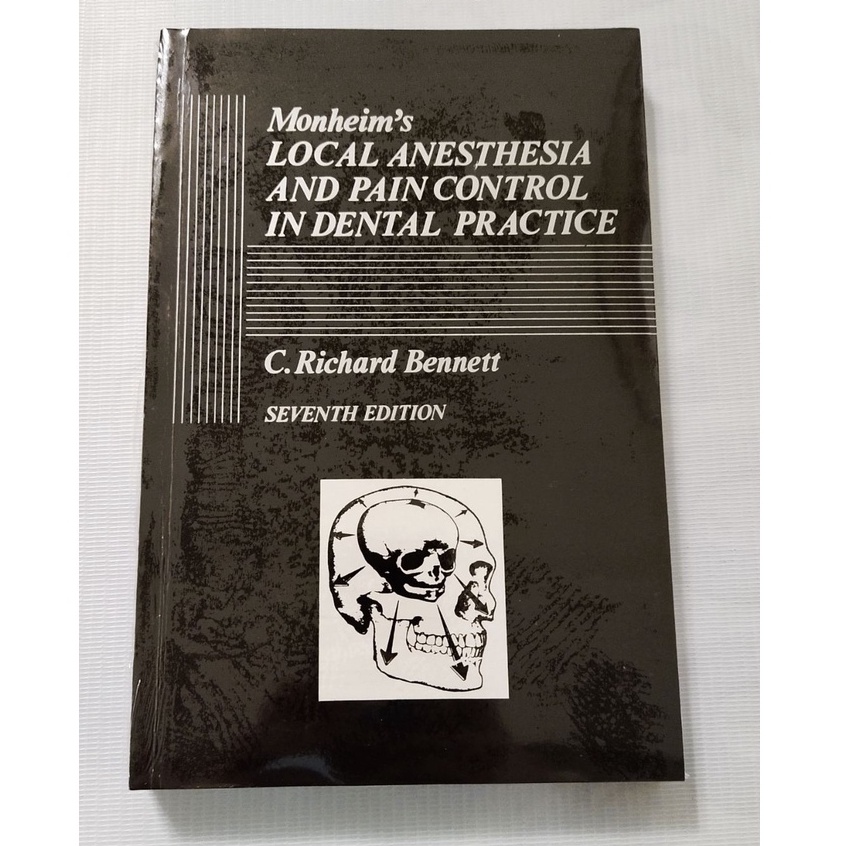 Monheim's
LOCAL ANESTHESIA
AND PAIN CONTROL
IN DENTAL PRACTICE
C. Richard Bennett
SEVENTH EDITION